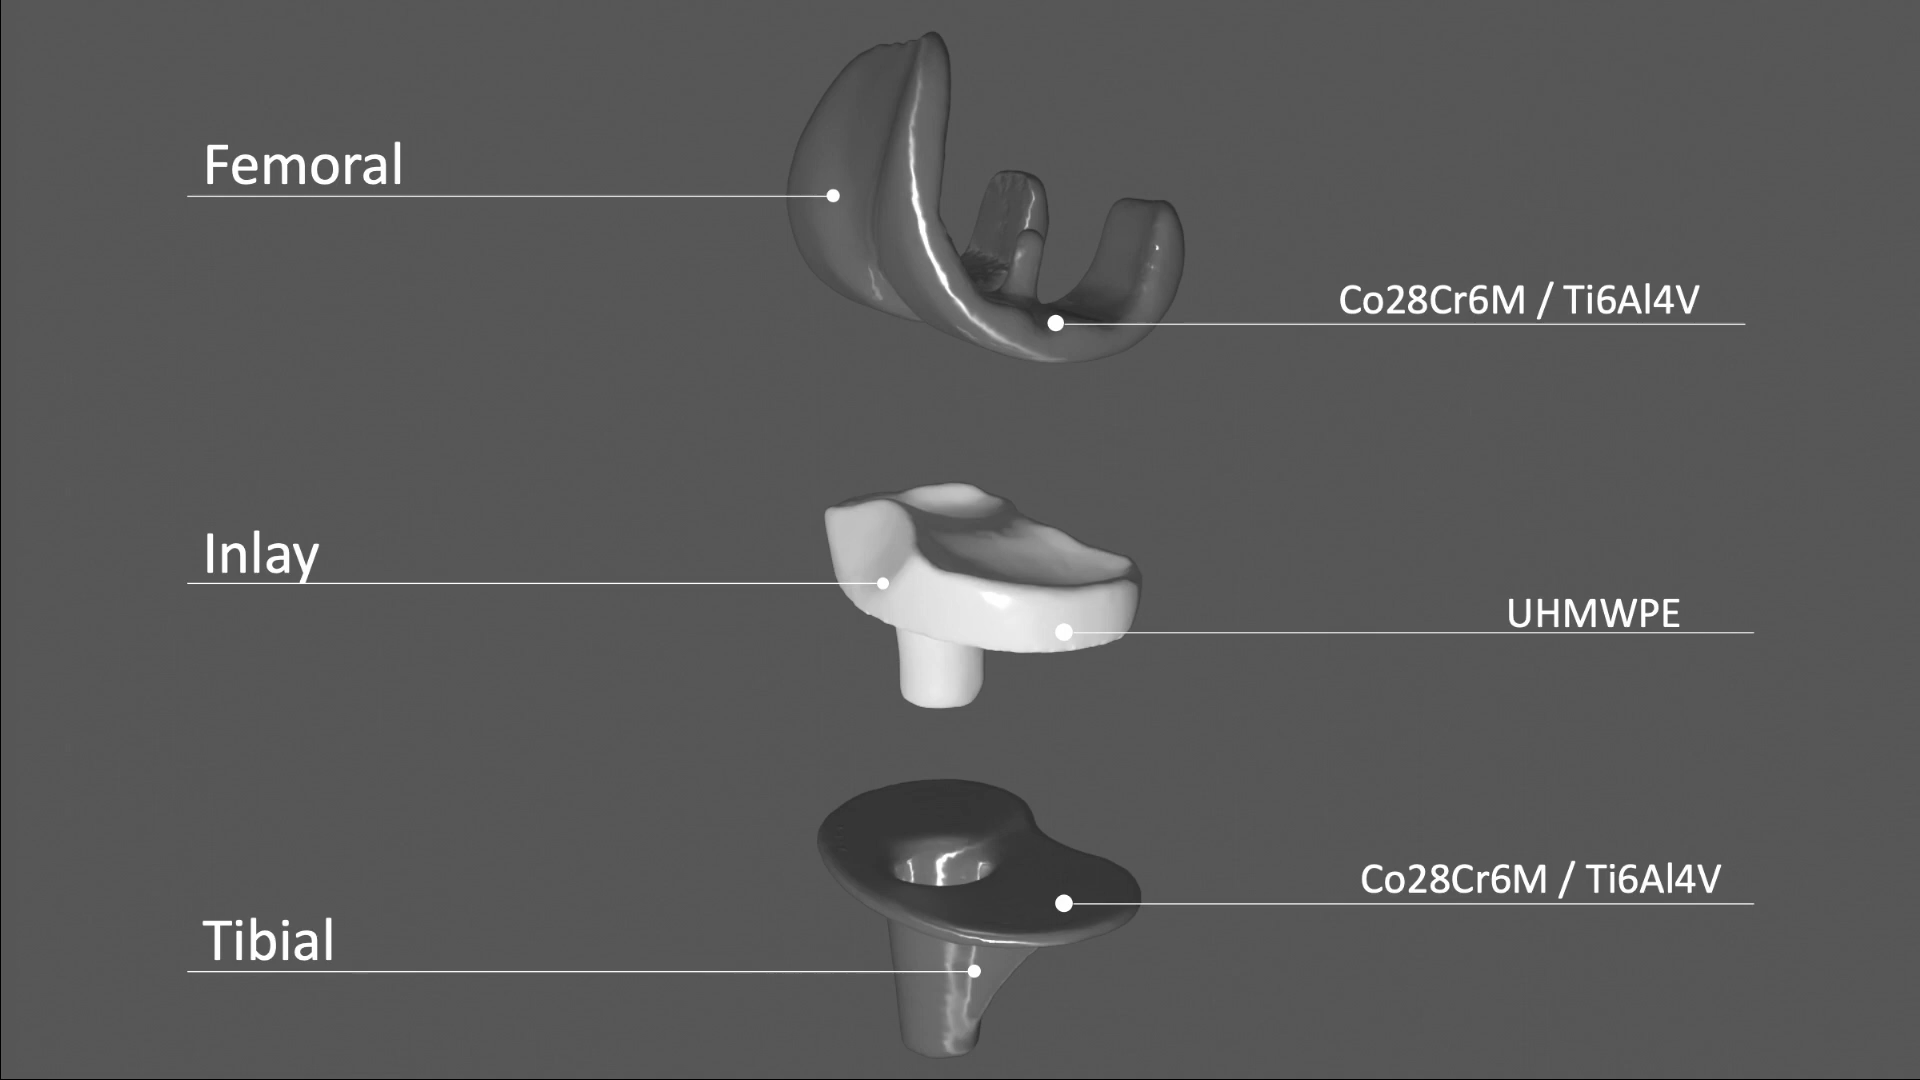 Femoral
Co28Cr6M / Ti6Al4V
Inlay
UHMWPE
Co28Cr6M / Ti6Al4V
Tibial